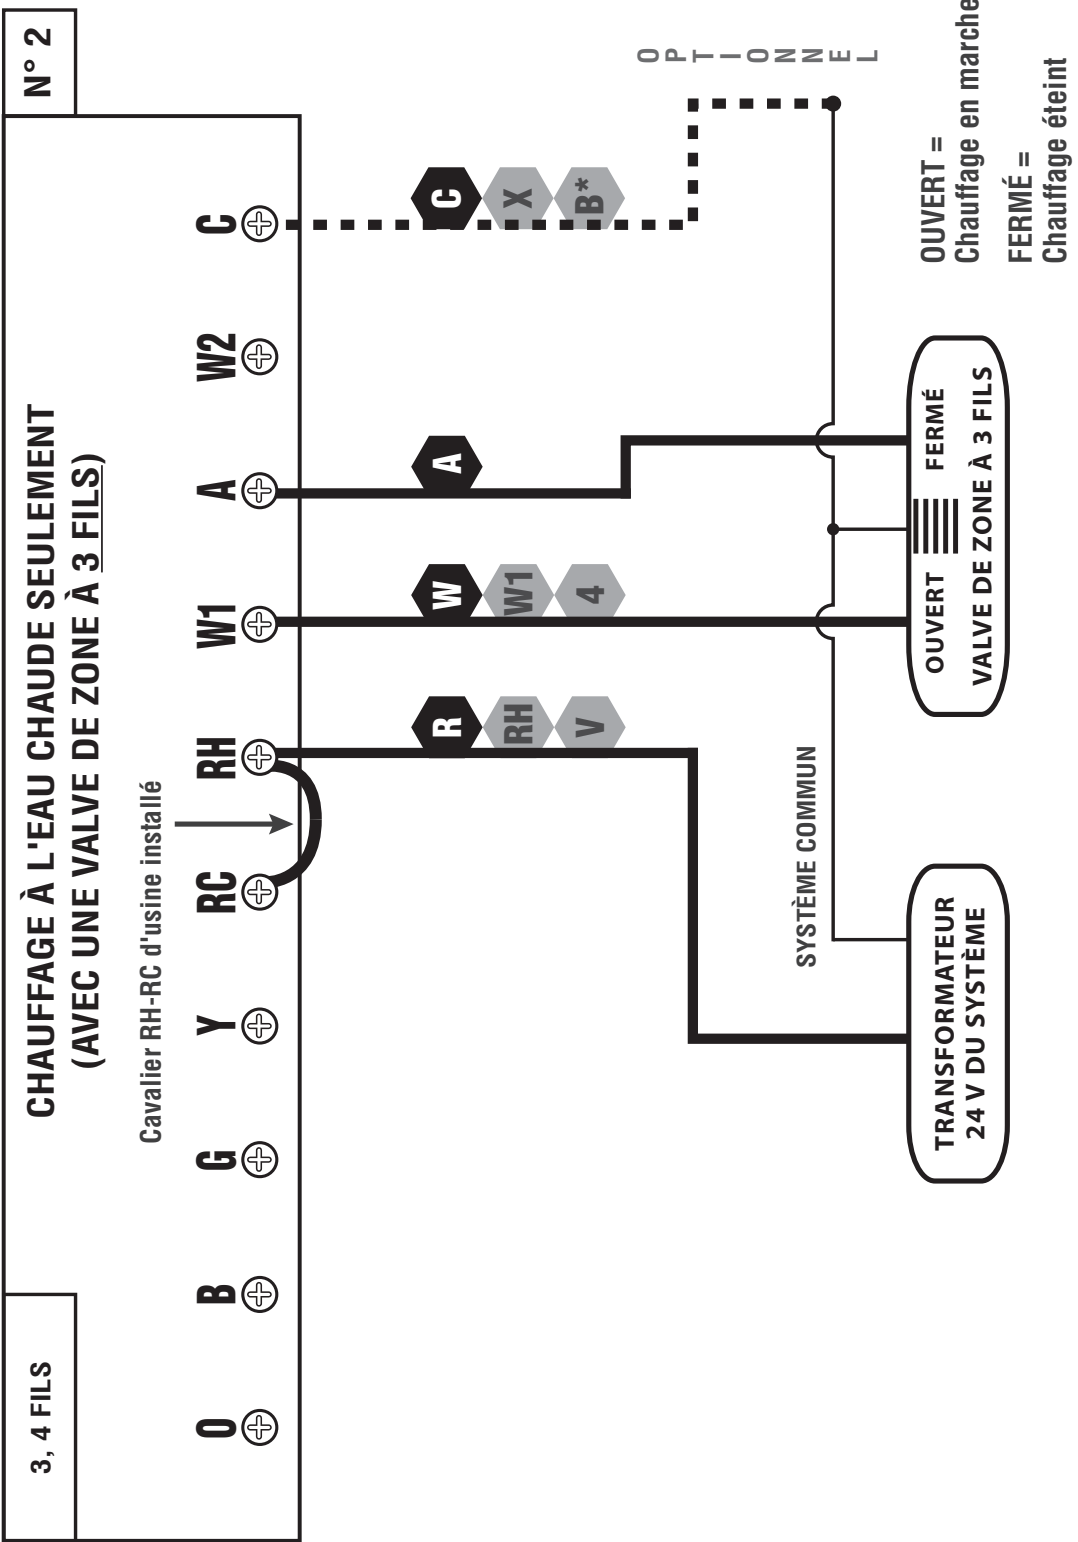 3, 4 FILS
N° 2
CHAUFFAGE À L'EAU CHAUDE SEULEMENT
(AVEC UNE VALVE DE ZONE À 3 FILS)
Cavalier RH-RC d'usine installé
O B G Y RC RH W1 A W2 C
R W A C
RH W1 X
V 4 B*
OPTIONNEL
SYSTÈME COMMUN
TRANSFORMATEUR
24 V DU SYSTÈME
OUVERT FERMÉ
VALVE DE ZONE À 3 FILS
OUVERT =
Chauffage en marche
FERMÉ =
Chauffage éteint